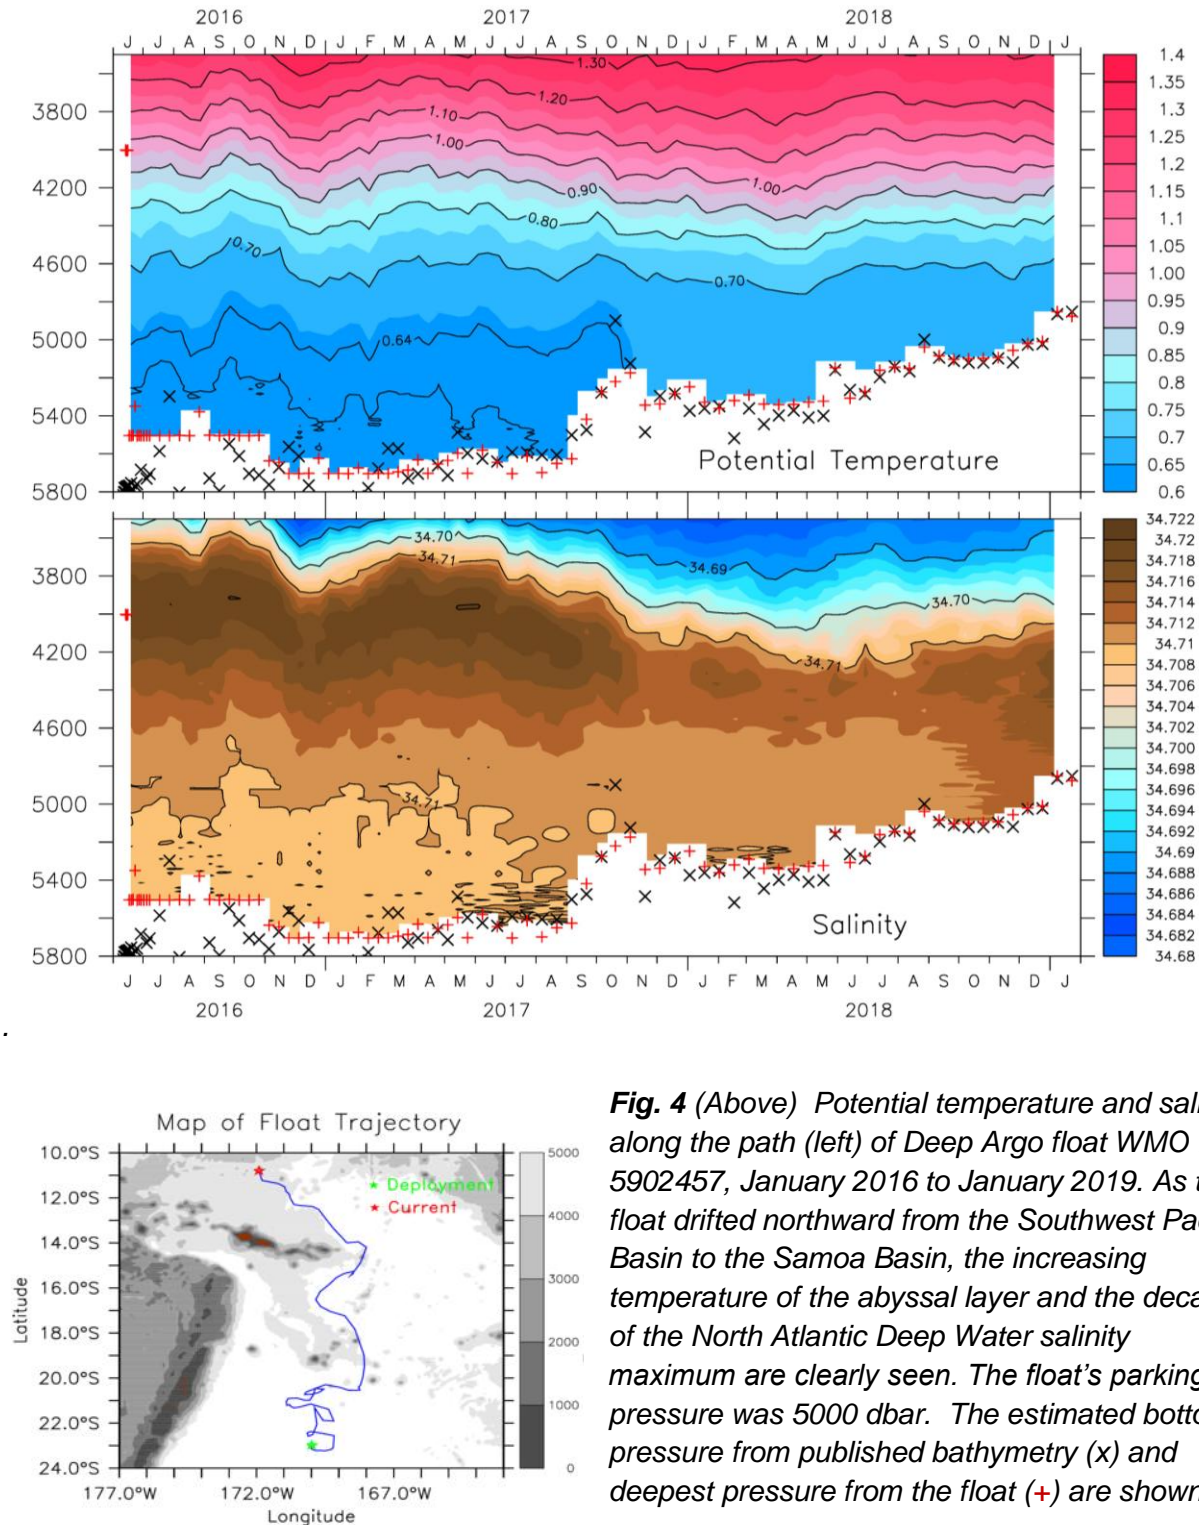 2016 2017 2018
J J A S O N D J F M A M J J A S O N D J F M A M J J A S O N D J
3800
4200
4600
5000
5400
5800
1.30
1.20
1.10
1.00
0.90
0.80
0.70
0.64
1.00
0.70
Potential Temperature
1.4
1.35
1.3
1.25
1.2
1.15
1.1
1.05
1.00
0.95
0.9
0.85
0.8
0.75
0.7
0.65
0.6
3800
4200
4600
5000
5400
5800
34.70
34.71
34.69
34.70
34.71
34.71
Salinity
34.722
34.72
34.718
34.716
34.714
34.712
34.71
34.708
34.706
34.704
34.702
34.700
34.698
34.696
34.694
34.692
34.69
34.688
34.686
34.684
34.682
34.68
J J A S O N D J F M A M J J A S O N D J F M A M J J A S O N D J
2016 2017 2018
.
Map of Float Trajectory
10.0°S
12.0°S
14.0°S
16.0°S
18.0°S
20.0°S
22.0°S
24.0°S
Latitude
177.0°W 172.0°W 167.0°W
Longitude
Deployment
Current
5000
4000
3000
2000
1000
0
Fig. 4 (Above) Potential temperature and sali
along the path (left) of Deep Argo float WMO
5902457, January 2016 to January 2019. As t
float drifted northward from the Southwest Pa
Basin to the Samoa Basin, the increasing
temperature of the abyssal layer and the deca
of the North Atlantic Deep Water salinity
maximum are clearly seen. The float's parking
pressure was 5000 dbar. The estimated botto
pressure from published bathymetry (x) and
deepest pressure from the float (+) are shown